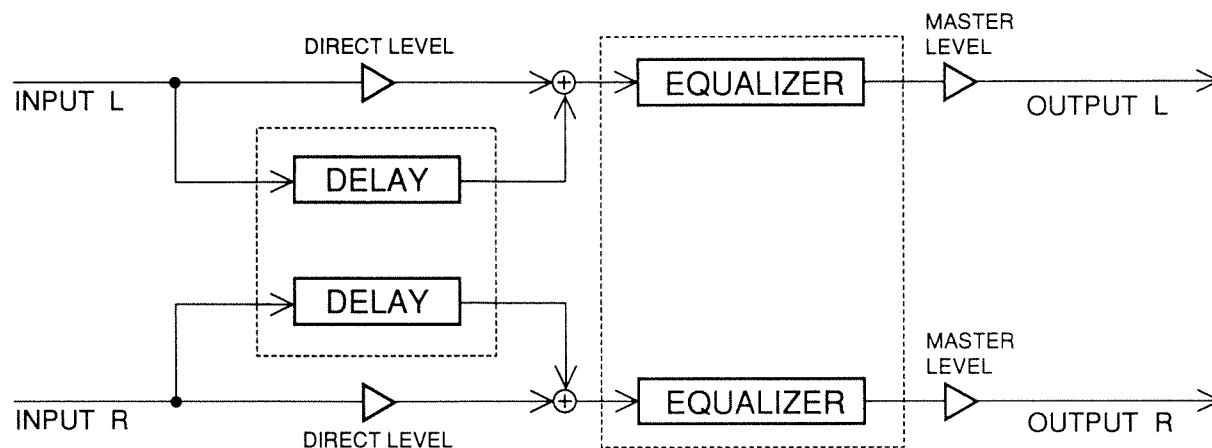 MASTER
LEVEL
DIRECT LEVEL
EQUALIZER
INPUT L
OUTPUT L
DELAY
DELAY
MASTER
LEVEL
EQUALIZER
INPUT R
OUTPUT R
DIRECT LEVEL